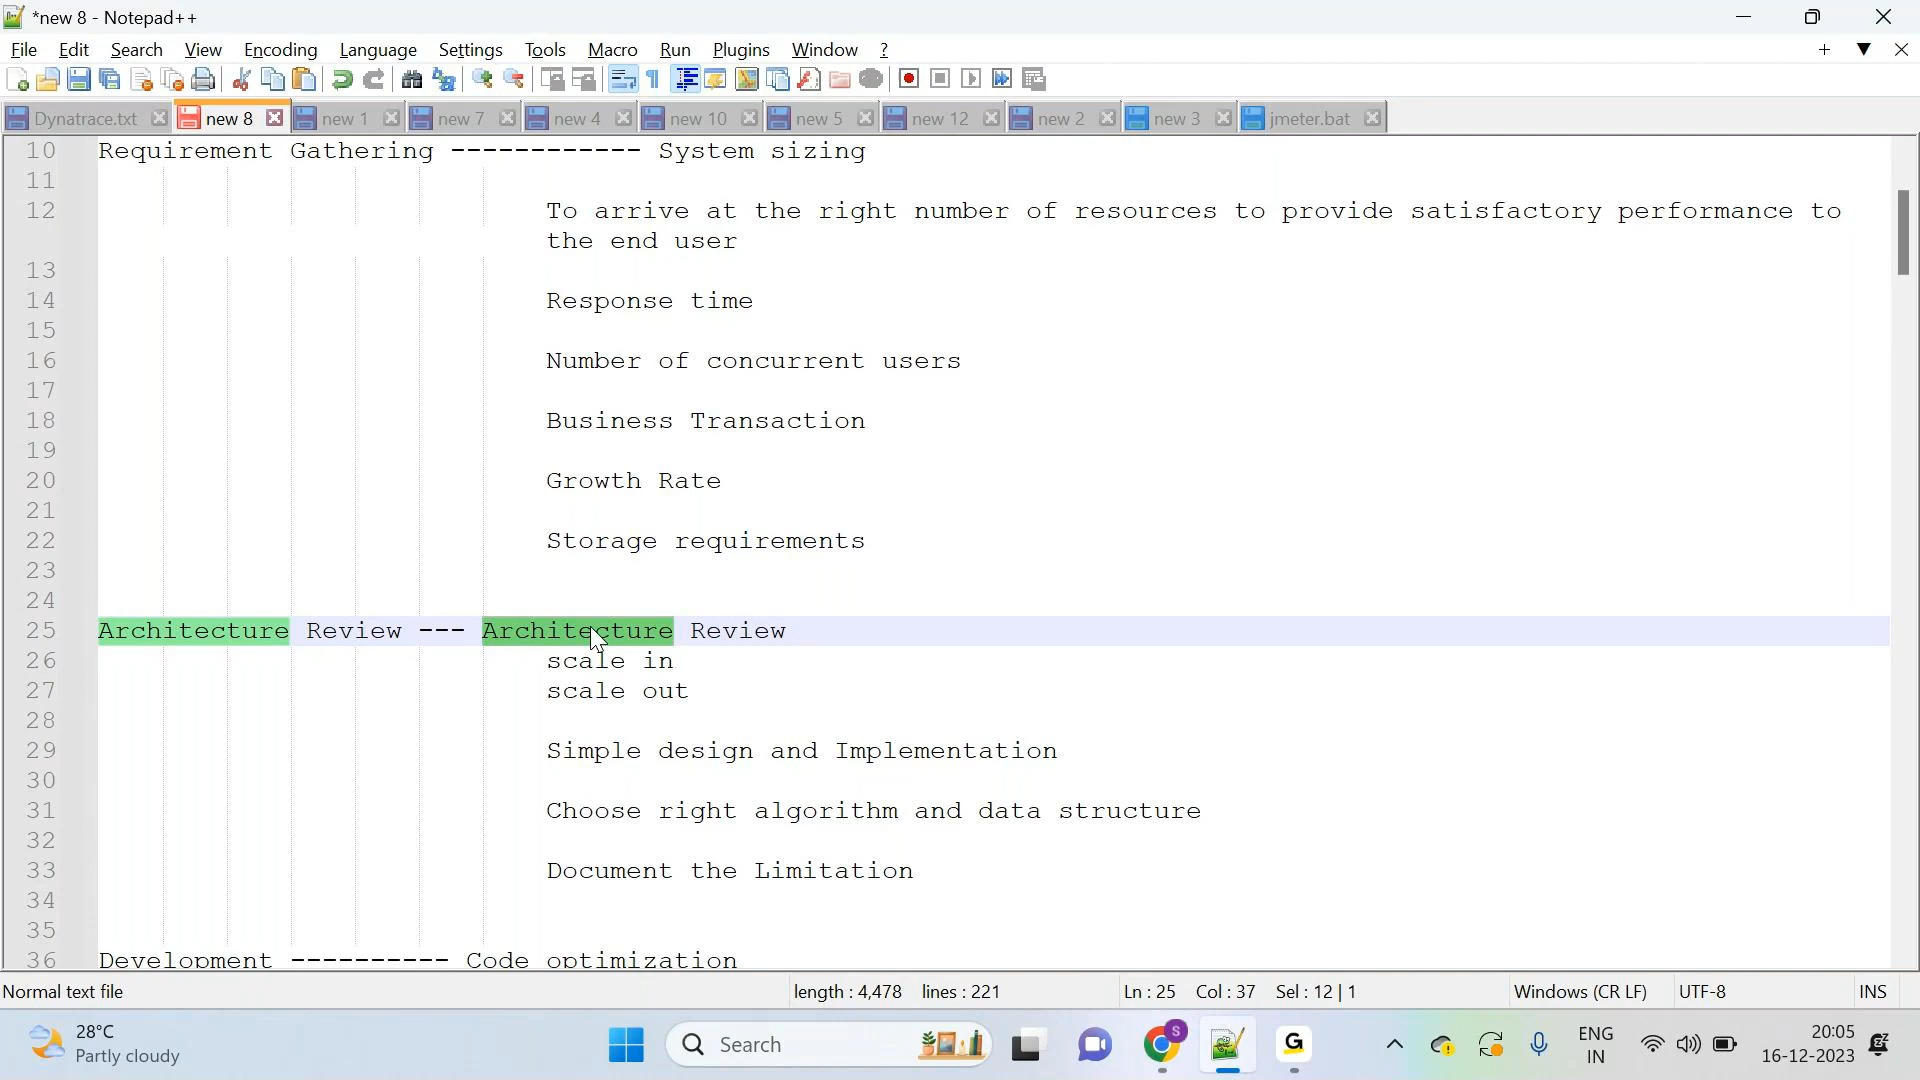 *new 8 - Notepad++
File Edit Search View Encoding Language Settings Tools Macro Run Plugins Window ?
Dynatrace.txt new 8 new 1 new 7 new 4 new 10 new 5 new 12 new 2 new 3 jmeter.bat
10 Requirement Gathering ------------ System sizing
11
12 To arrive at the right number of resources to provide satisfactory performance to
the end user
13
14 Response time
15
16 Number of concurrent users
17
18 Business Transaction
19
20 Growth Rate
21
22 Storage requirements
23
24
25 Architecture Review --- Architecture Review
26 scale in
27 scale out
28
29 Simple design and Implementation
30
31 Choose right algorithm and data structure
32
33 Document the Limitation
34
35
36 Development ---------- Code optimization
Normal text file length : 4,478 lines : 221 Ln : 25 Col : 37 Sel : 12 | 1 Windows (CR LF) UTF-8 INS
28°C
Partly cloudy
Search
S
G
ENG
IN
20:05
16-12-2023